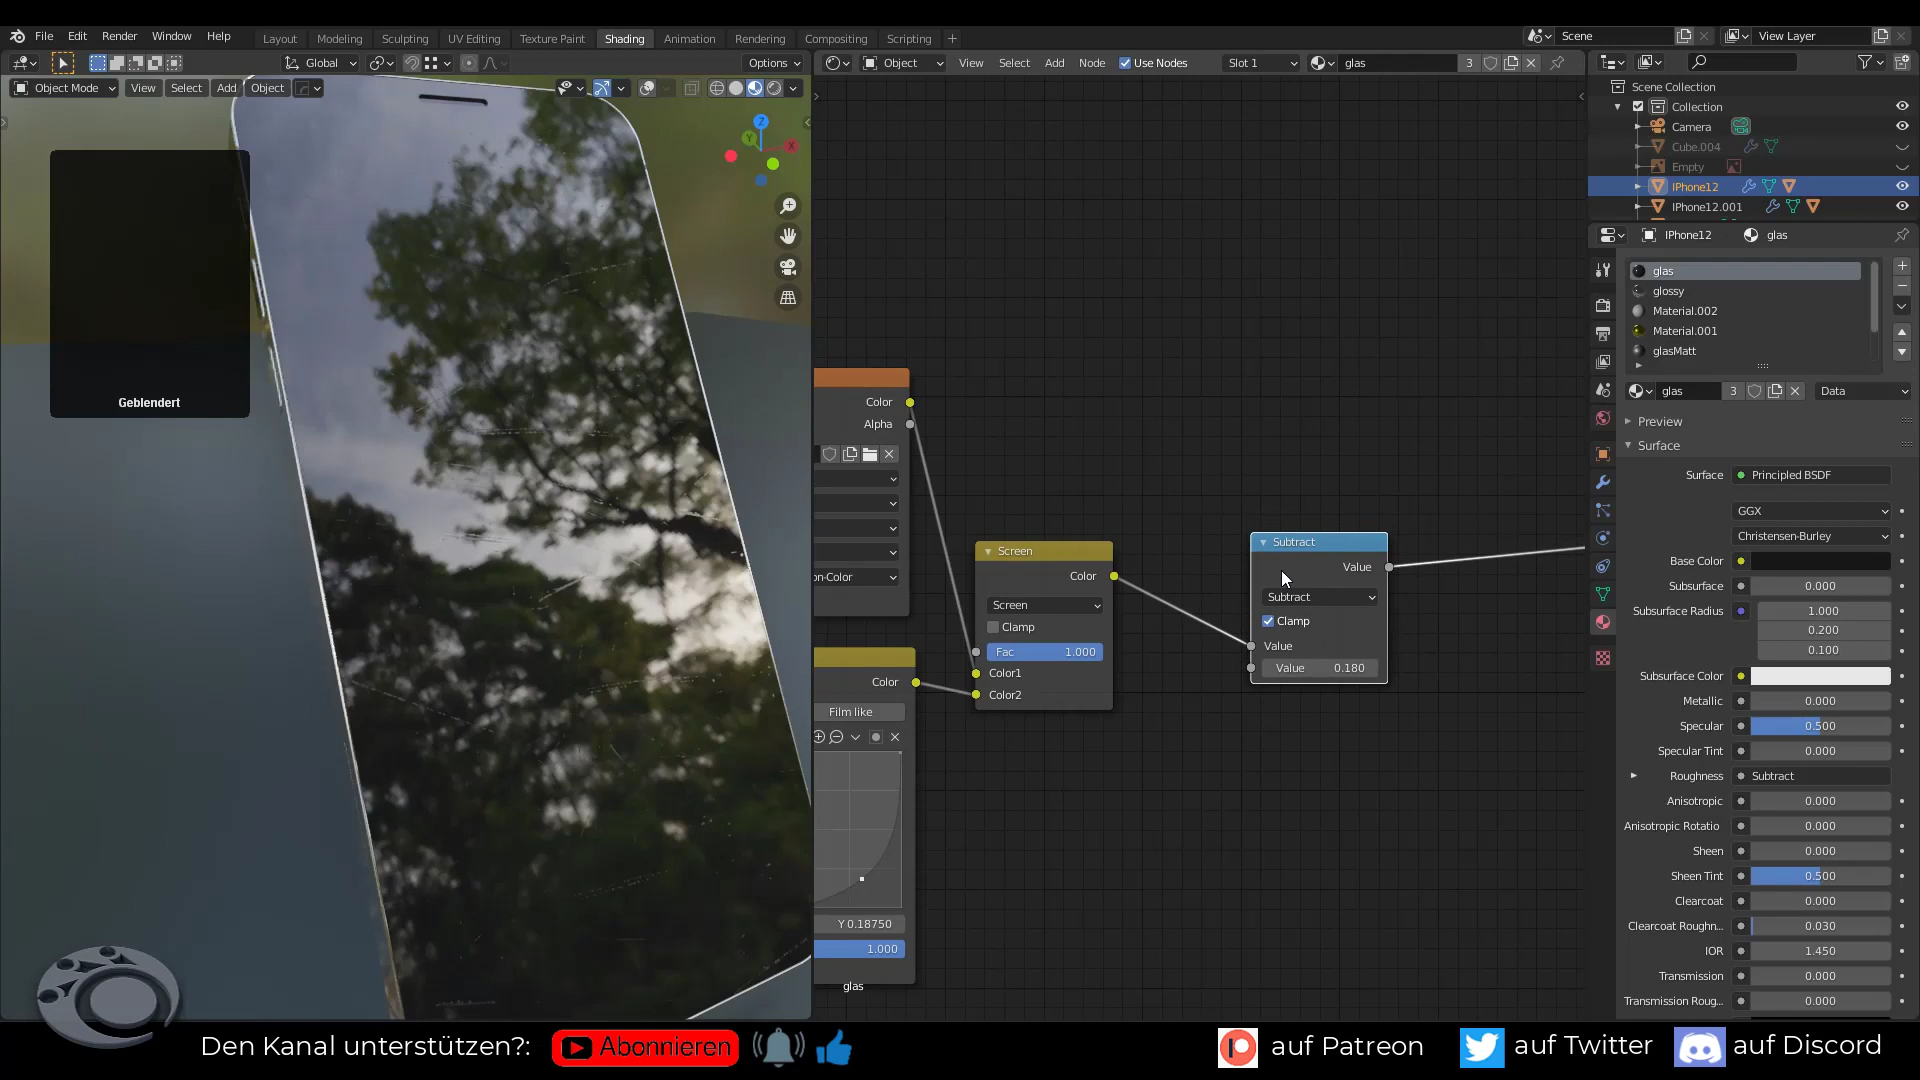 File Edit Render Window Help
Layout Modeling Sculpting UV Editing Texture Paint Shading Animation Rendering Compositing Scripting
Scene
View Layer
Global
Options
Object
View Select Add Node Use Nodes
Slot 1
glas
3
Object Mode View Select Add Object
Z
Y
X
Geblendert
Scene Collection
Collection
Camera
Cube.004
Empty
IPhone12
IPhone12.001
IPhone12
glas
glas
glossy
Material.002
Material.001
glasMatt
glas
3
Data
Preview
Surface
Surface Principled BSDF
GGX
Christensen-Burley
Base Color
Subsurface 0.000
Subsurface Radius 1.000
0.200
0.100
Subsurface Color
Metallic 0.000
Specular 0.500
Specular Tint 0.000
Roughness Subtract
Anisotropic 0.000
Anisotropic Rotatio 0.000
Sheen 0.000
Sheen Tint 0.500
Clearcoat 0.000
Clearcoat Roughn... 0.030
IOR 1.450
Transmission 0.000
Transmission Roug... 0.000
Color
Alpha
on-Color
Color
Film like
Y 0.18750
1.000
glas
Screen
Color
Screen
Clamp
Fac 1.000
Color1
Color2
Subtract
Value
Subtract
Clamp
Value
Value 0.180
Den Kanal unterstützen?: Abonnieren auf Patreon auf Twitter auf Discord